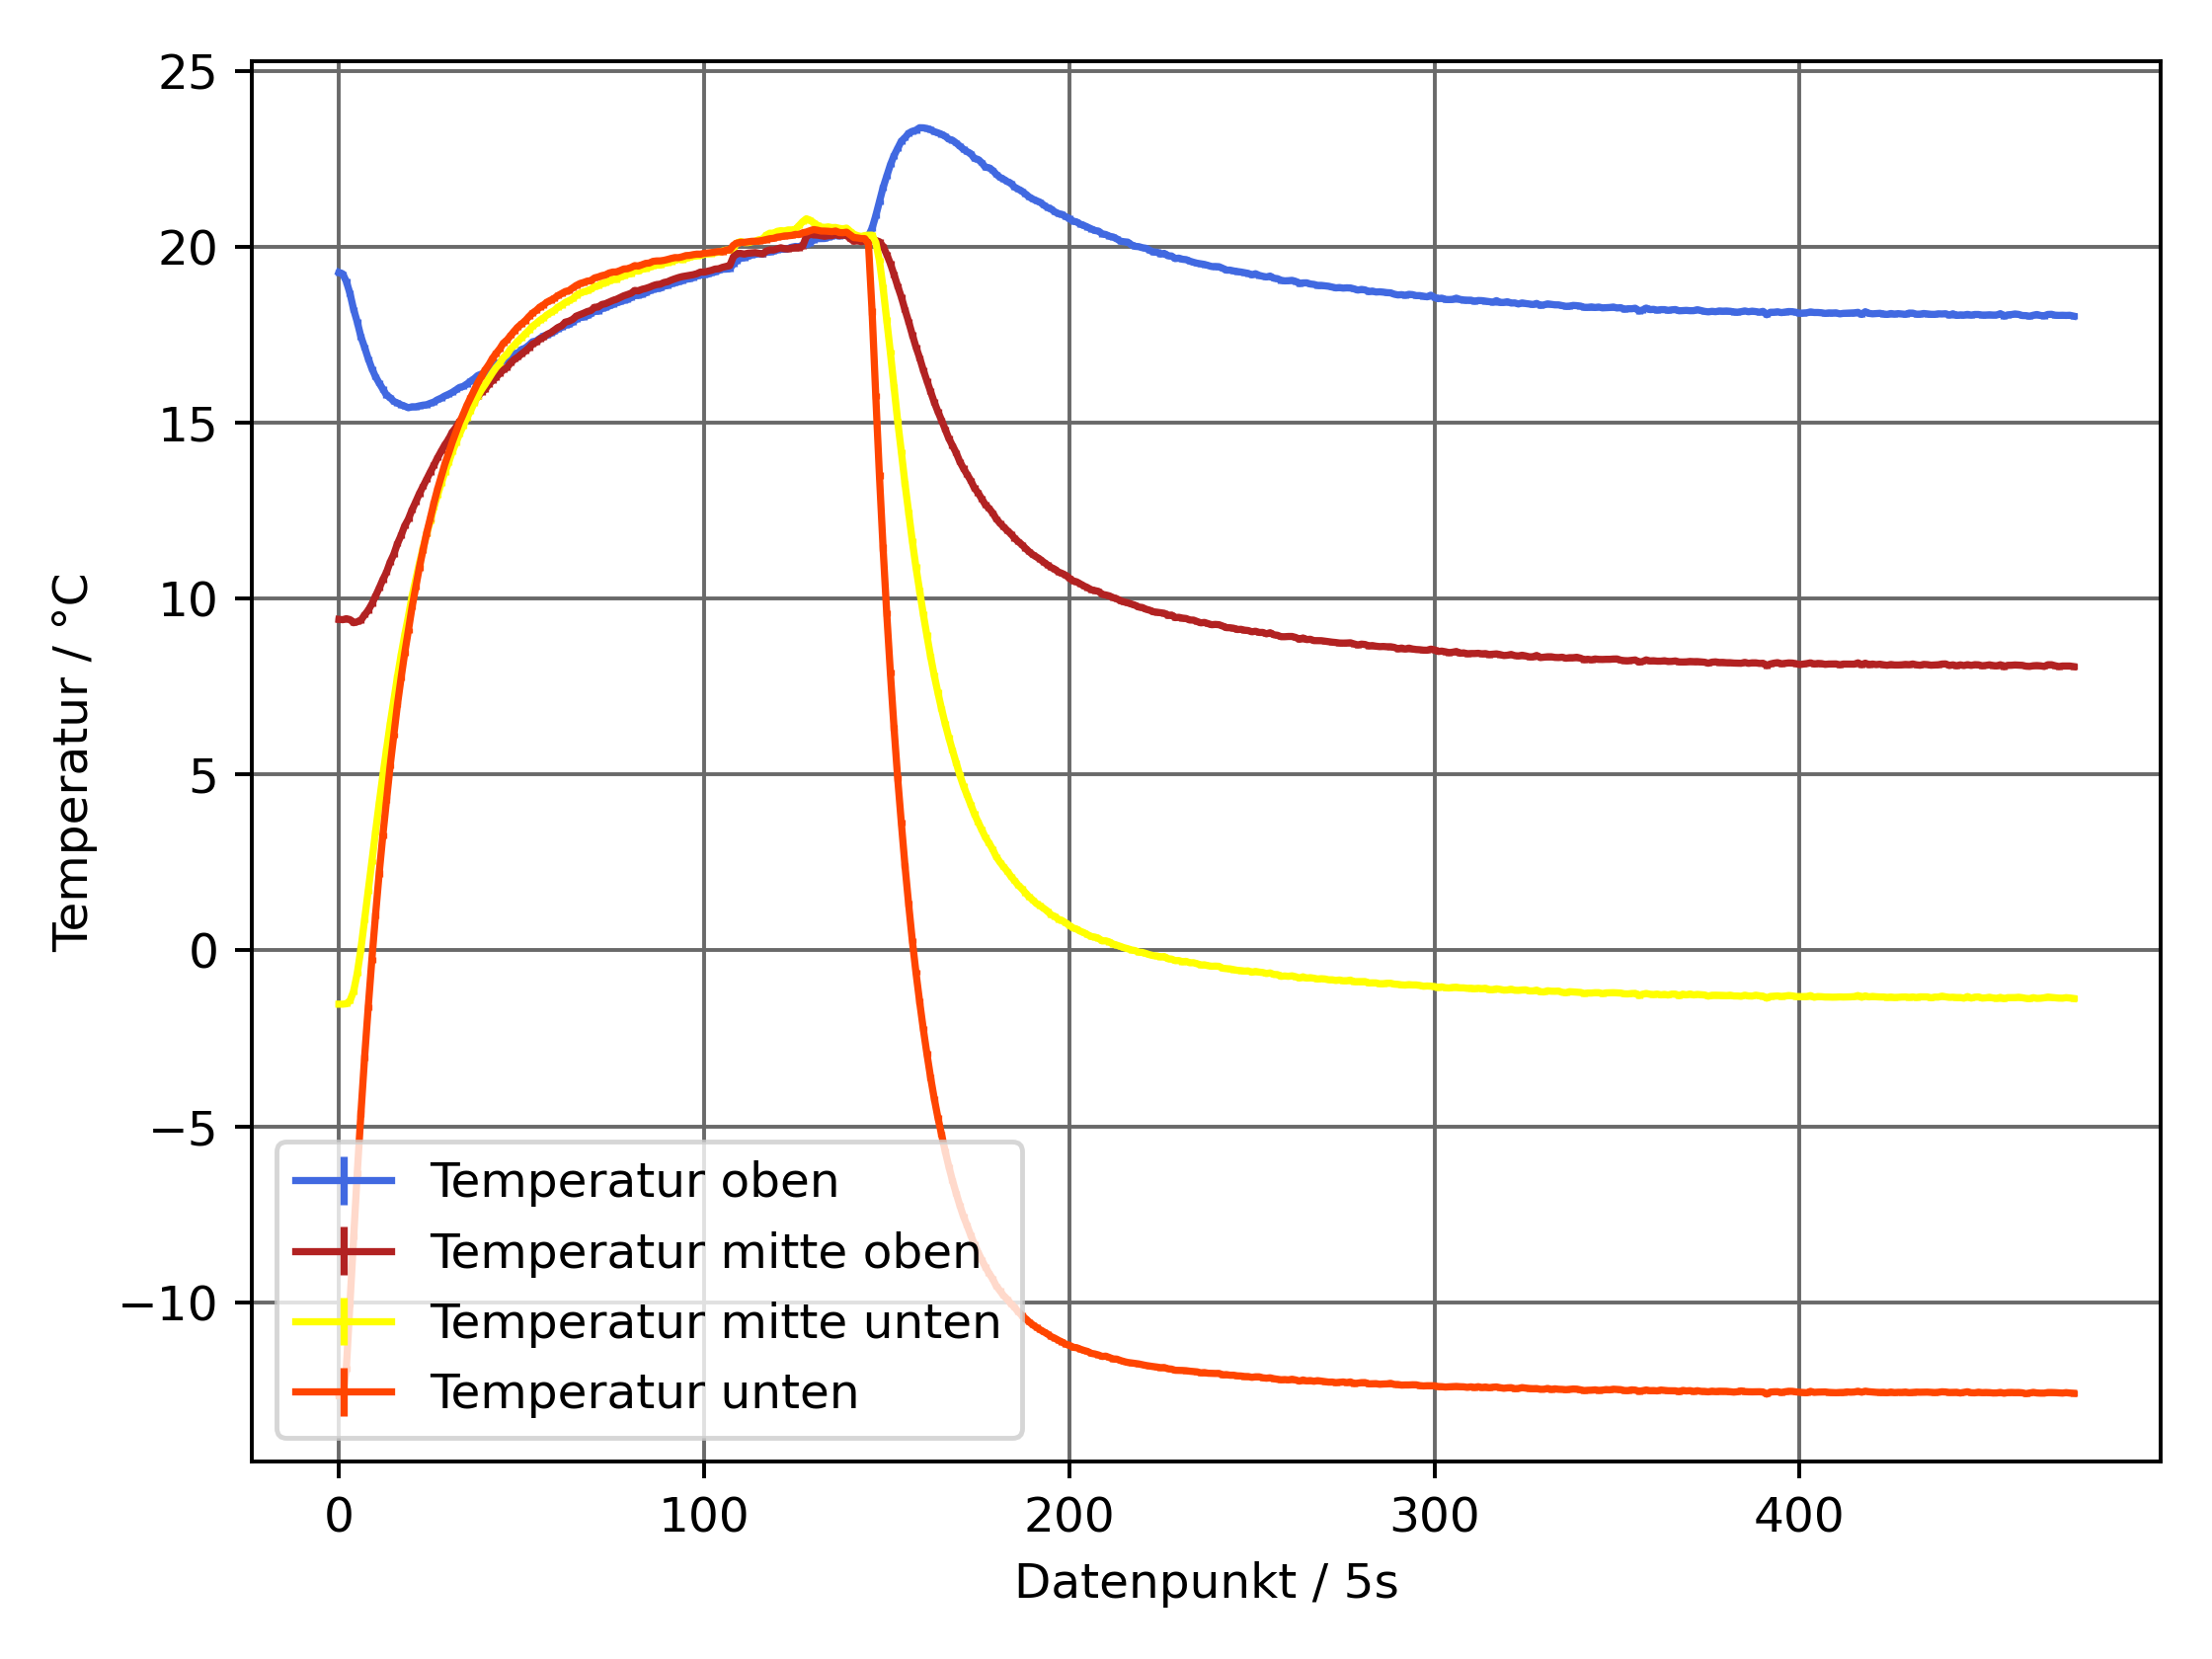 25
20
15
10
5
0
−5
−10
Temperatur / °C
Temperatur oben
Temperatur mitte oben
Temperatur mitte unten
Temperatur unten
0 100 200 300 400
Datenpunkt / 5s